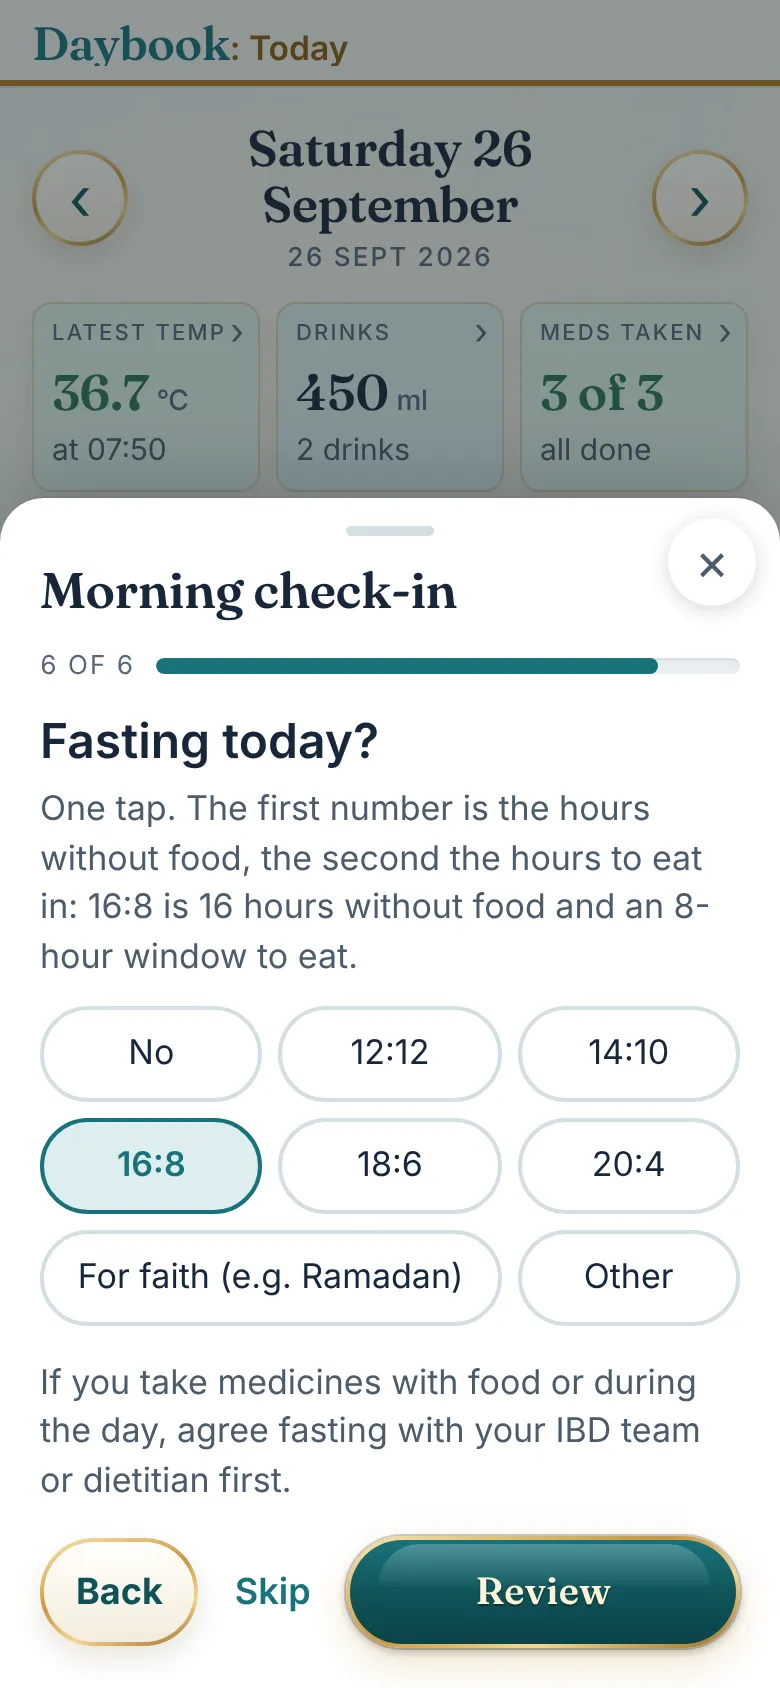 Daybook: Today
Saturday 26
September
26 SEPT 2026
LATEST TEMP
36.7 °C
at 07:50
DRINKS
450 ml
2 drinks
MEDS TAKEN
3 of 3
all done
Morning check-in
6 OF 6
Fasting today?
One tap. The first number is the hours
without food, the second the hours to eat
in: 16:8 is 16 hours without food and an 8-
hour window to eat.
No
12:12
14:10
16:8
18:6
20:4
For faith (e.g. Ramadan)
Other
If you take medicines with food or during
the day, agree fasting with your IBD team
or dietitian first.
Back
Skip
Review